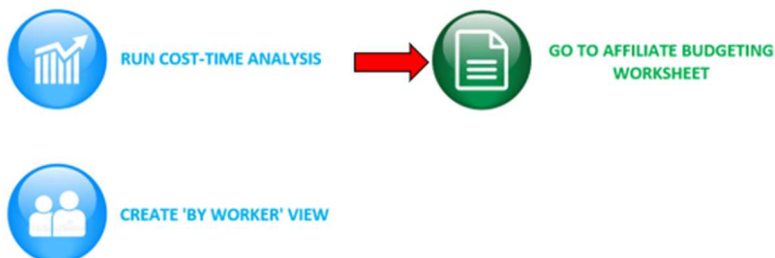 RUN COST-TIME ANALYSIS
GO TO AFFILIATE BUDGETING
WORKSHEET
CREATE 'BY WORKER' VIEW